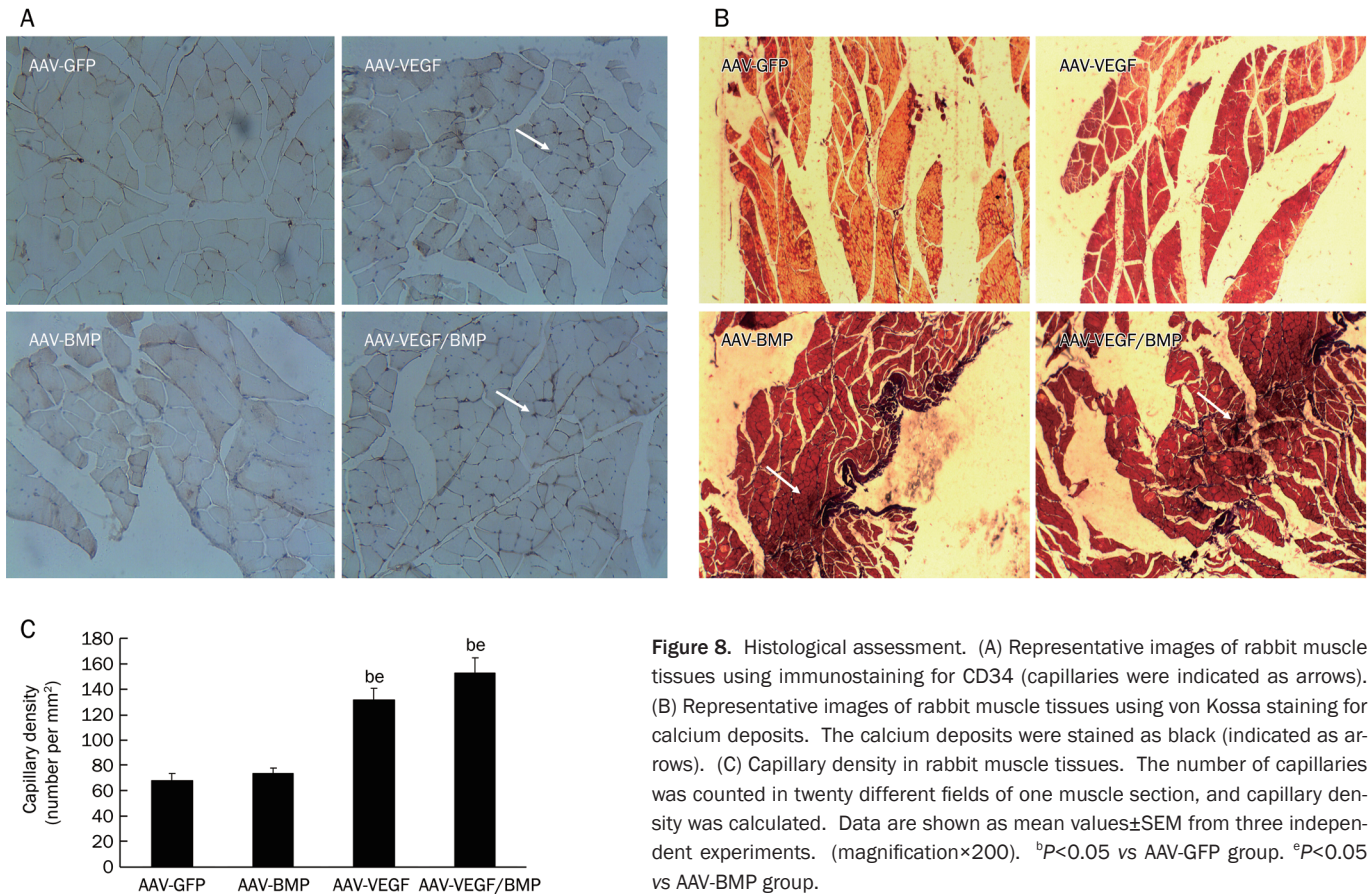 A
B
AAV-GFP
AAV-VEGF
AAV-GFP
AAV-VEGF
AAV-BMP
AAV-VEGF/BMP
AAV-BMP
AAV-VEGF/BMP
C
Capillary density
(number per mm²)
180
160
140
120
100
80
60
40
20
0
be
be
AAV-GFP
AAV-BMP
AAV-VEGF
AAV-VEGF/BMP
Figure 8. Histological assessment. (A) Representative images of rabbit muscle
tissues using immunostaining for CD34 (capillaries were indicated as arrows).
(B) Representative images of rabbit muscle tissues using von Kossa staining for
calcium deposits. The calcium deposits were stained as black (indicated as ar-
rows). (C) Capillary density in rabbit muscle tissues. The number of capillaries
was counted in twenty different fields of one muscle section, and capillary den-
sity was calculated. Data are shown as mean values±SEM from three indepen-
dent experiments. (magnification×200). ᵇP<0.05 vs AAV-GFP group. ᵉP<0.05
vs AAV-BMP group.